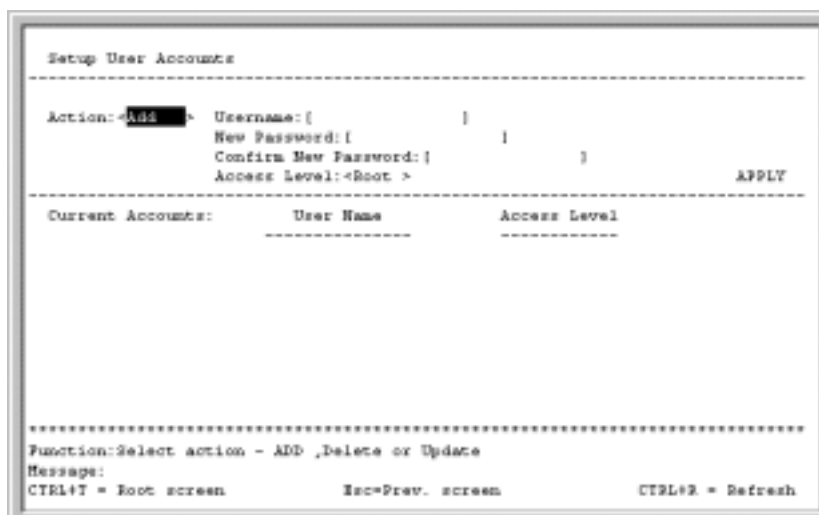 Setup User Accounts
Action:<Add > Username:[ ]
New Password:[ ]
Confirm New Password:[ ]
Access Level:<Root > APPLY
Current Accounts: User Name Access Level
Function:Select action - ADD ,Delete or Update
Message:
CTRL+T = Root screen Esc=Prev. screen CTRL+R = Refresh